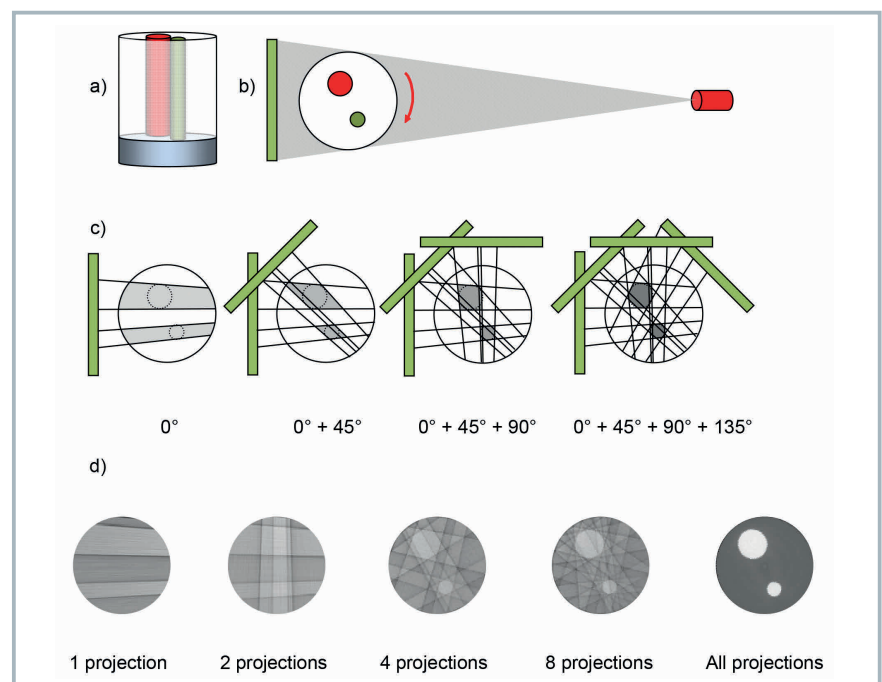 a)
b)
c)
0°
0° + 45°
0° + 45° + 90°
0° + 45° + 90° + 135°
d)
1 projection
2 projections
4 projections
8 projections
All projections